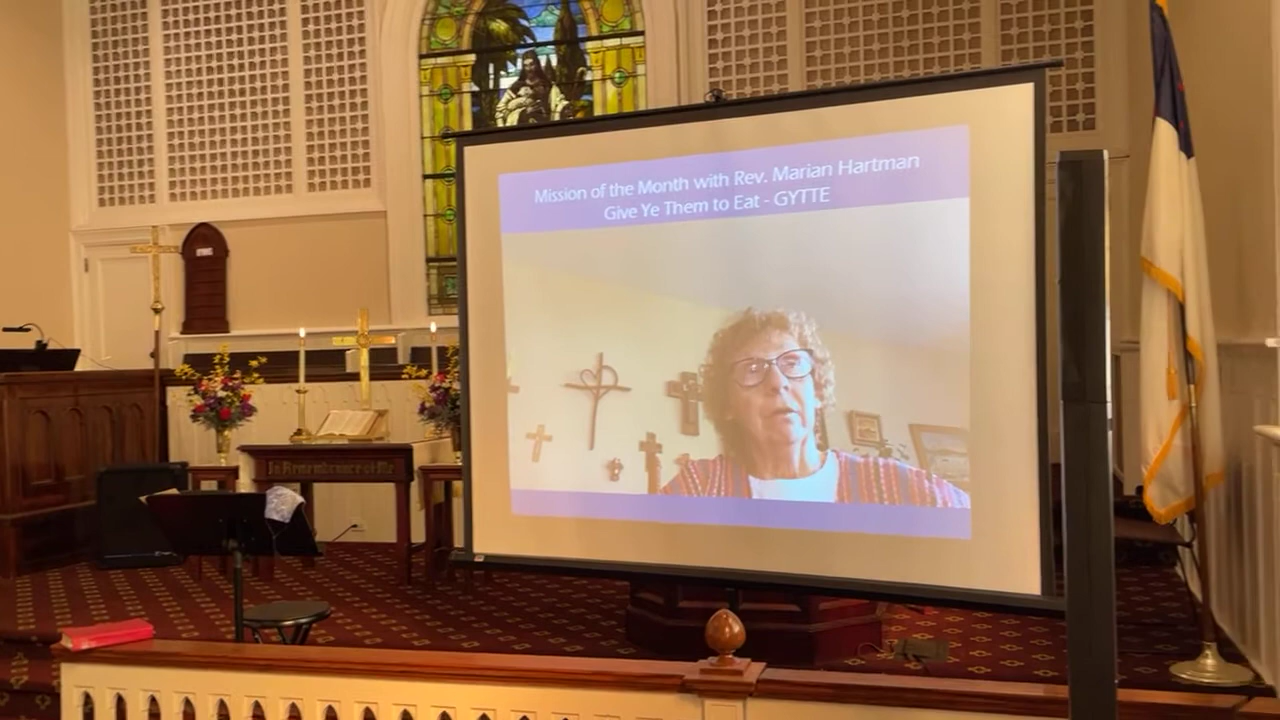 Mission of the Month with Rev. Marian Hartman
Give Ye Them to Eat - GYTTE
In Remembrance of Me